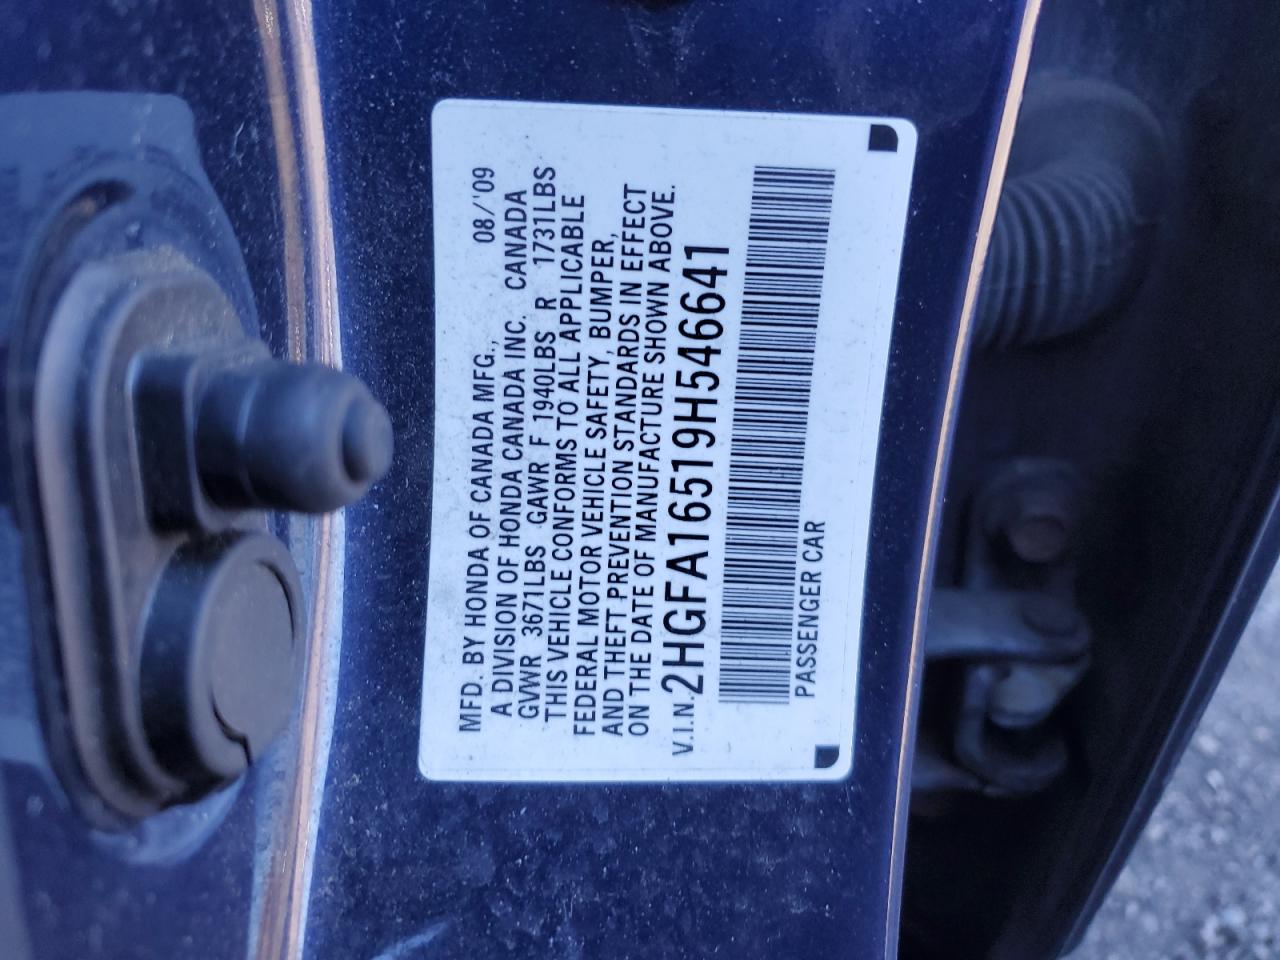 MFD. BY HONDA OF CANADA MFG., 08/'09
A DIVISION OF HONDA CANADA INC. CANADA
GVWR 3671LBS GAWR F 1940LBS R 1731LBS
THIS VEHICLE CONFORMS TO ALL APPLICABLE
FEDERAL MOTOR VEHICLE SAFETY, BUMPER,
AND THEFT PREVENTION STANDARDS IN EFFECT
ON THE DATE OF MANUFACTURE SHOWN ABOVE.
V.I.N. 2HGFA16519H546641
PASSENGER CAR